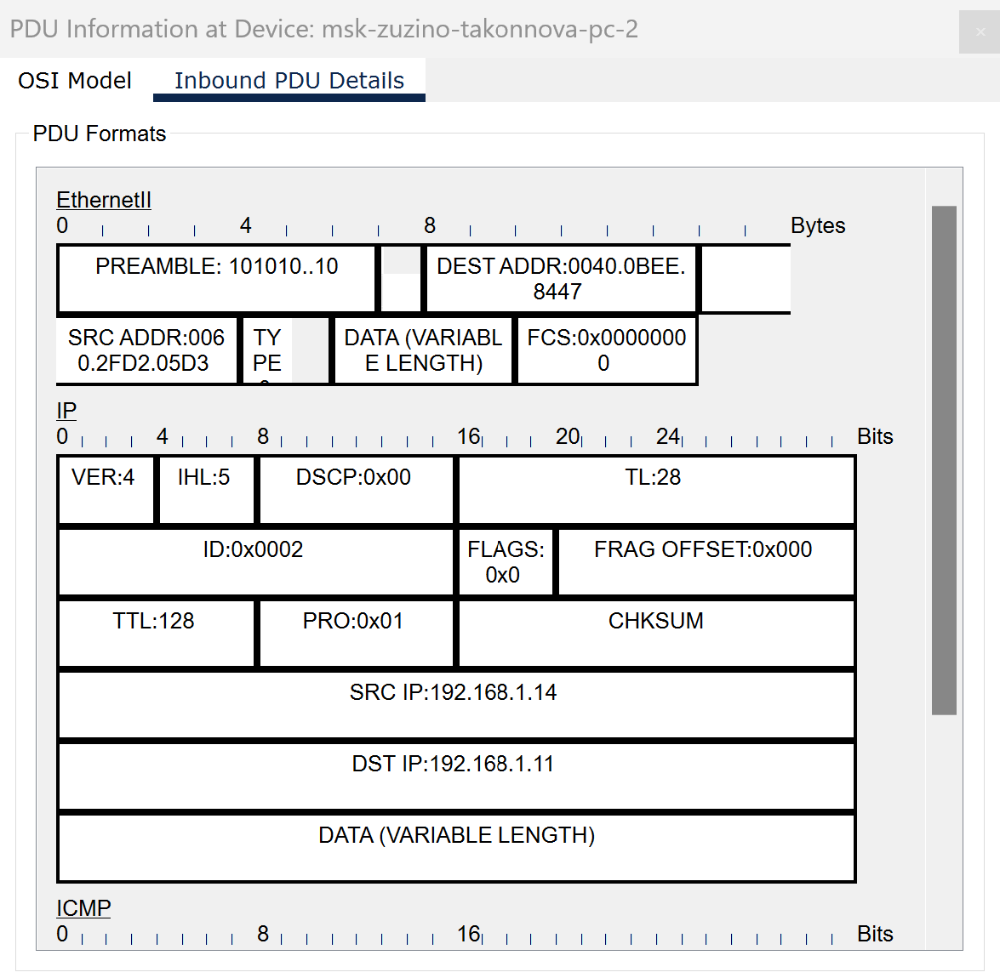 PDU Information at Device: msk-zuzino-takonnova-pc-2
×
OSI Model Inbound PDU Details
PDU Formats
EthernetII
0 4 8 Bytes
PREAMBLE: 101010..10 DEST ADDR:0040.0BEE.
8447
SRC ADDR:006 TY DATA (VARIABL FCS:0x0000000
0.2FD2.05D3 PE E LENGTH) 0
IP
0 4 8 16 20 24 Bits
VER:4 IHL:5 DSCP:0x00 TL:28
ID:0x0002 FLAGS: FRAG OFFSET:0x000
0x0
TTL:128 PRO:0x01 CHKSUM
SRC IP:192.168.1.14
DST IP:192.168.1.11
DATA (VARIABLE LENGTH)
ICMP
0 8 16 Bits